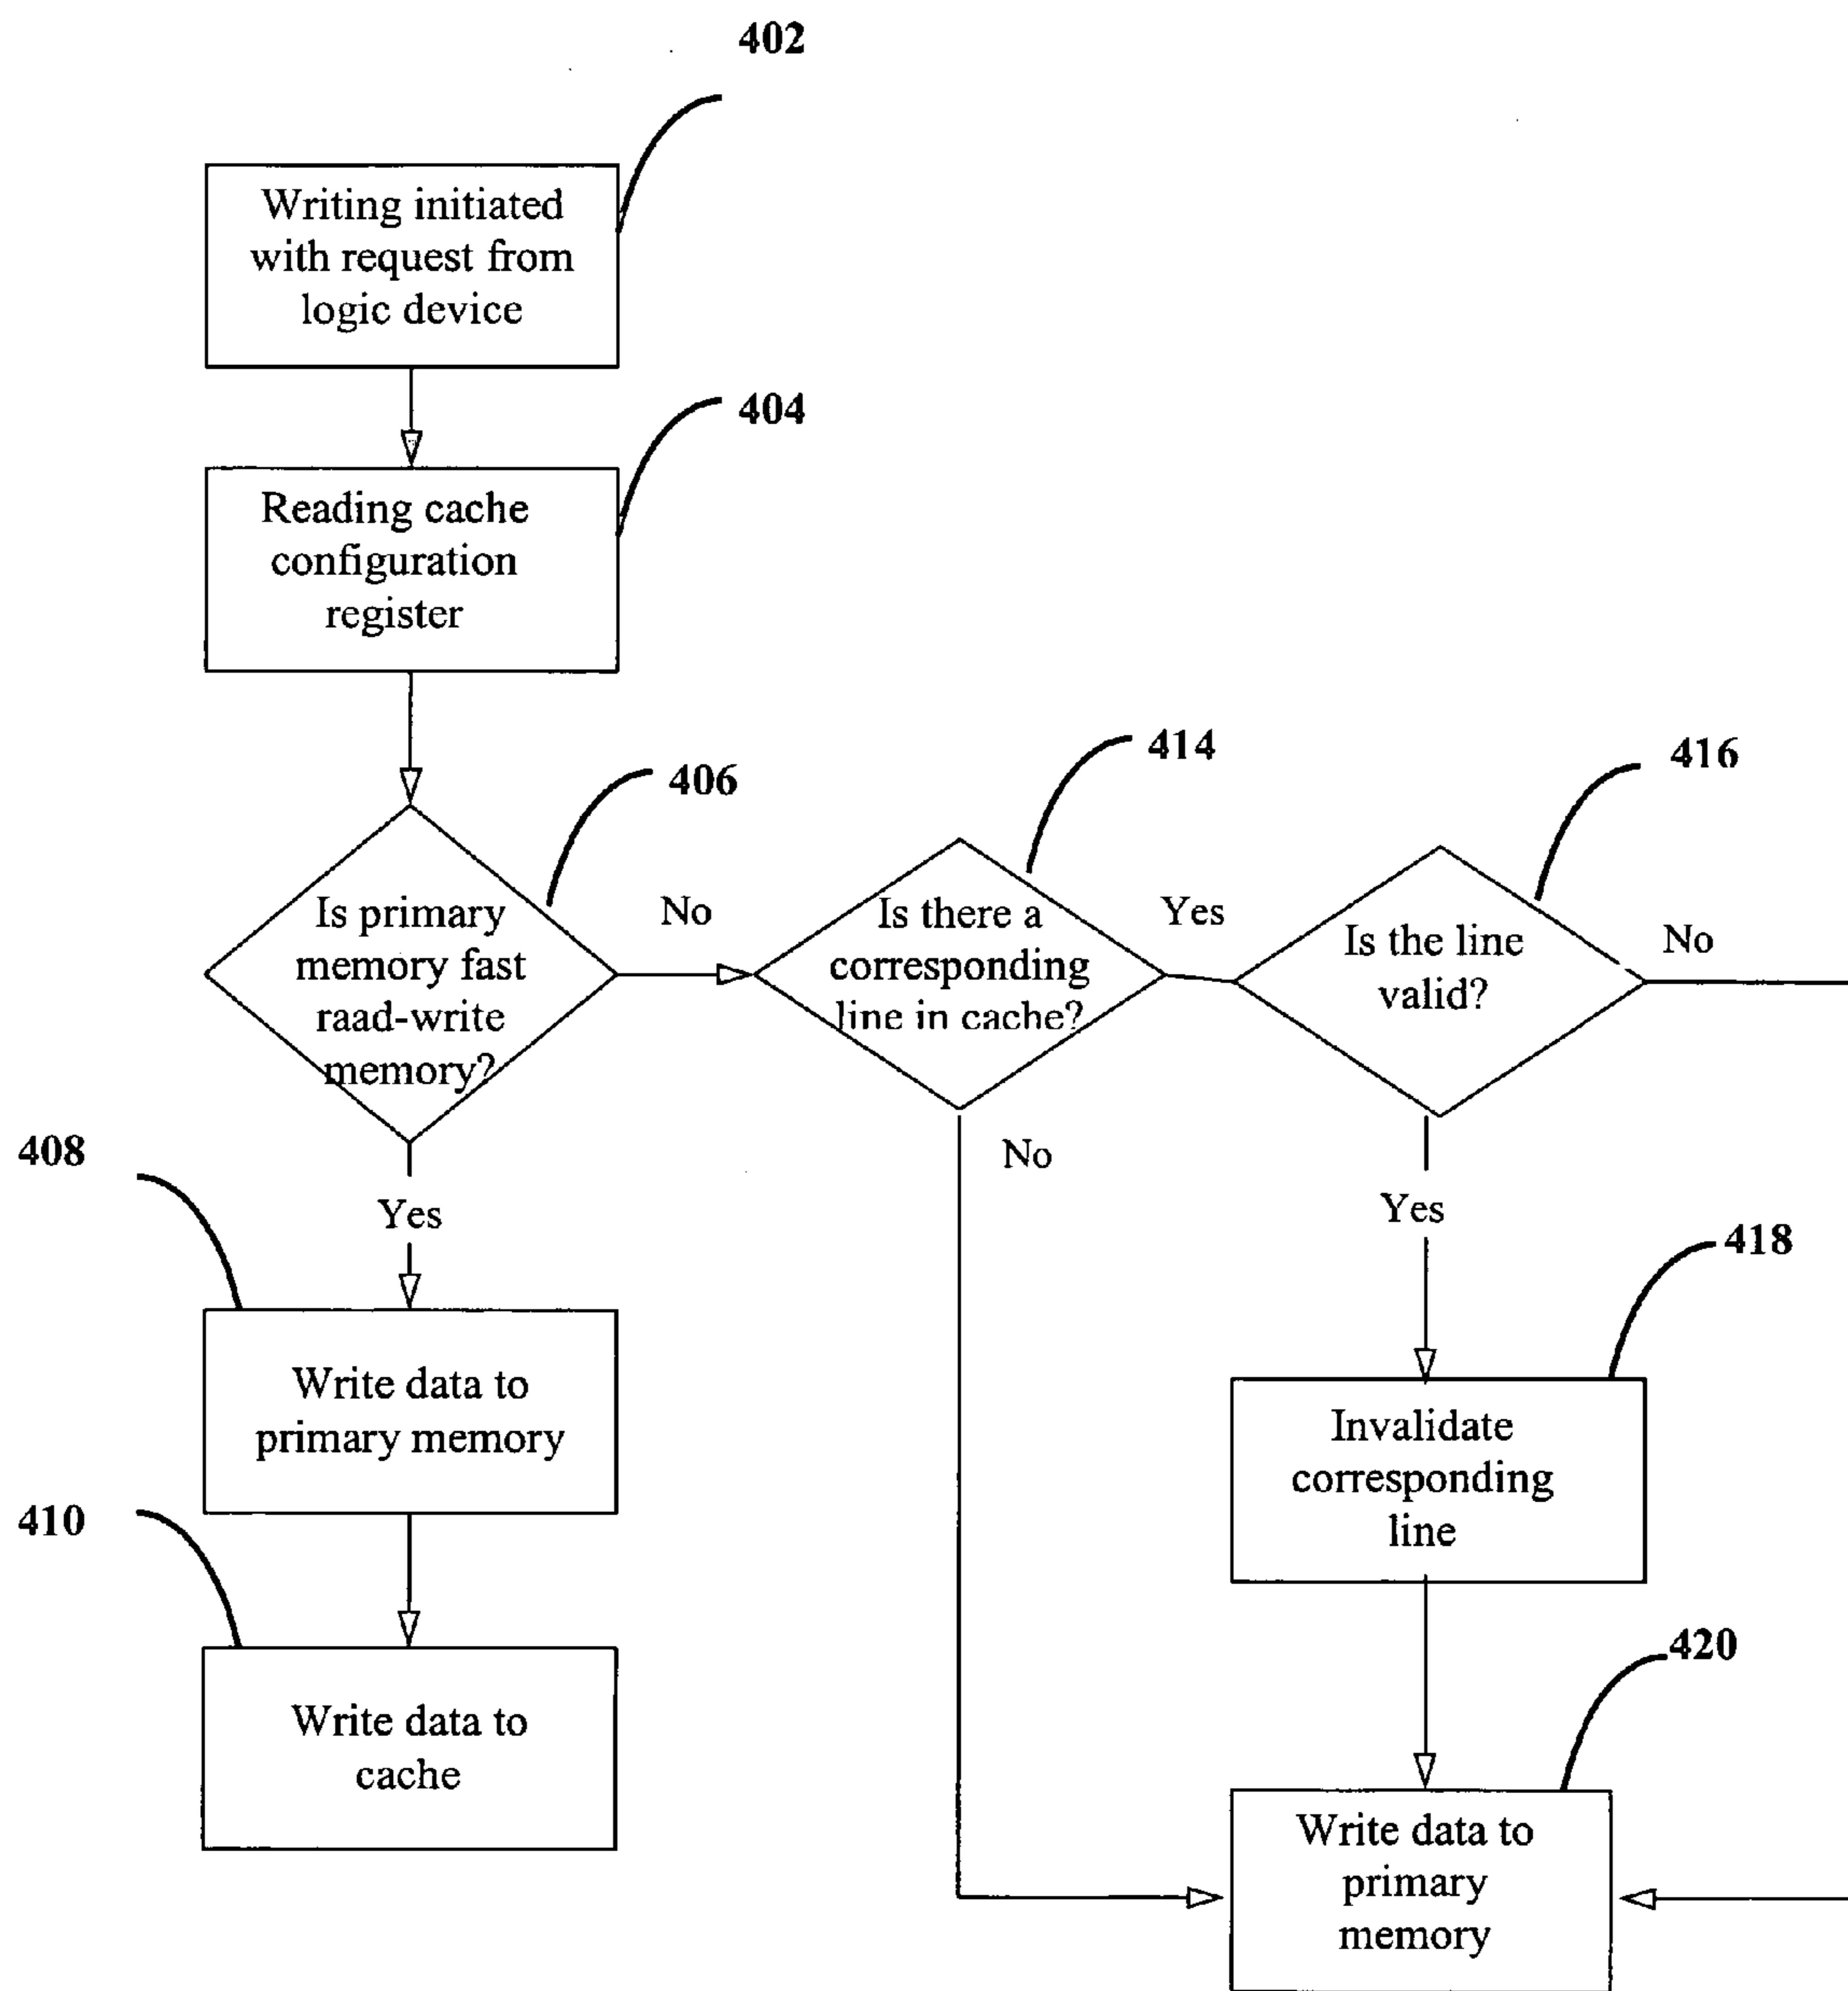 402
Writing initiated
with request from
logic device
404
Reading cache
configuration
register
406
Is primary
memory fast
raad-write
memory?
No
414
Is there a
corresponding
line in cache?
Yes
416
Is the line
valid?
No
408
Yes
No
Yes
Write data to
primary memory
418
Invalidate
corresponding
line
410
Write data to
cache
420
Write data to
primary
memory